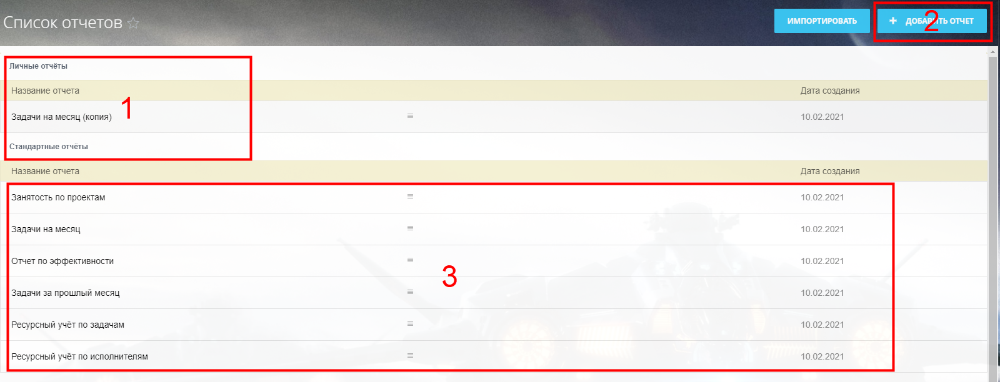 Список отчетов
ИМПОРТИРОВАТЬ
+ ДОБАВИТЬ ОТЧЕТ
2
Личные отчёты
Название отчета Дата создания
1
Задачи на месяц (копия) 10.02.2021
Стандартные отчёты
Название отчета Дата создания
Занятость по проектам 10.02.2021
Задачи на месяц 10.02.2021
Отчет по эффективности 10.02.2021
3
Задачи за прошлый месяц 10.02.2021
Ресурсный учёт по задачам 10.02.2021
Ресурсный учёт по исполнителям 10.02.2021